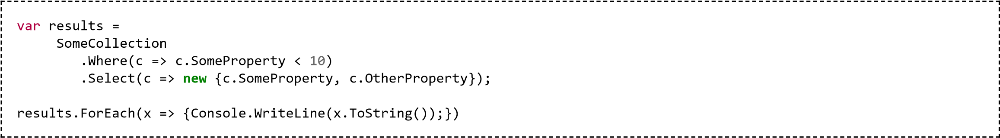 var results =
     SomeCollection
        .Where(c => c.SomeProperty < 10)
        .Select(c => new {c.SomeProperty, c.OtherProperty});

results.ForEach(x => {Console.WriteLine(x.ToString());})